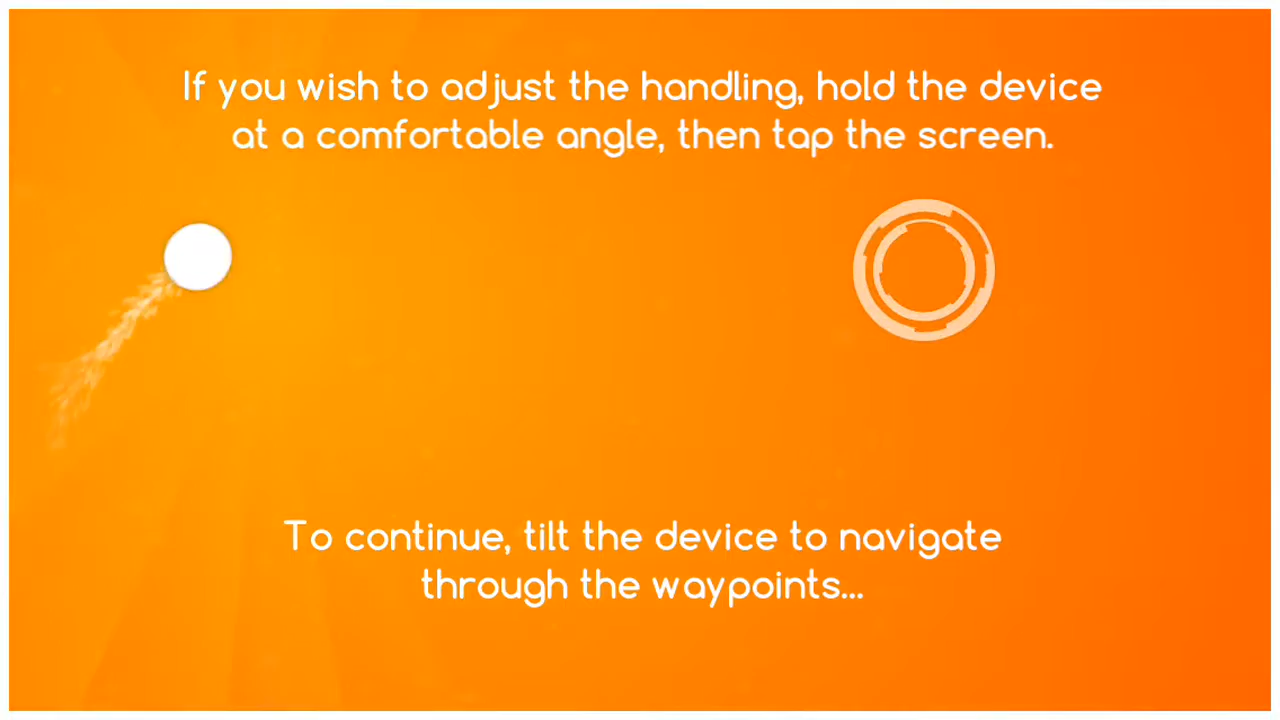 If you wish to adjust the handling, hold the device
at a comfortable angle, then tap the screen.
To continue, tilt the device to navigate
through the waypoints...